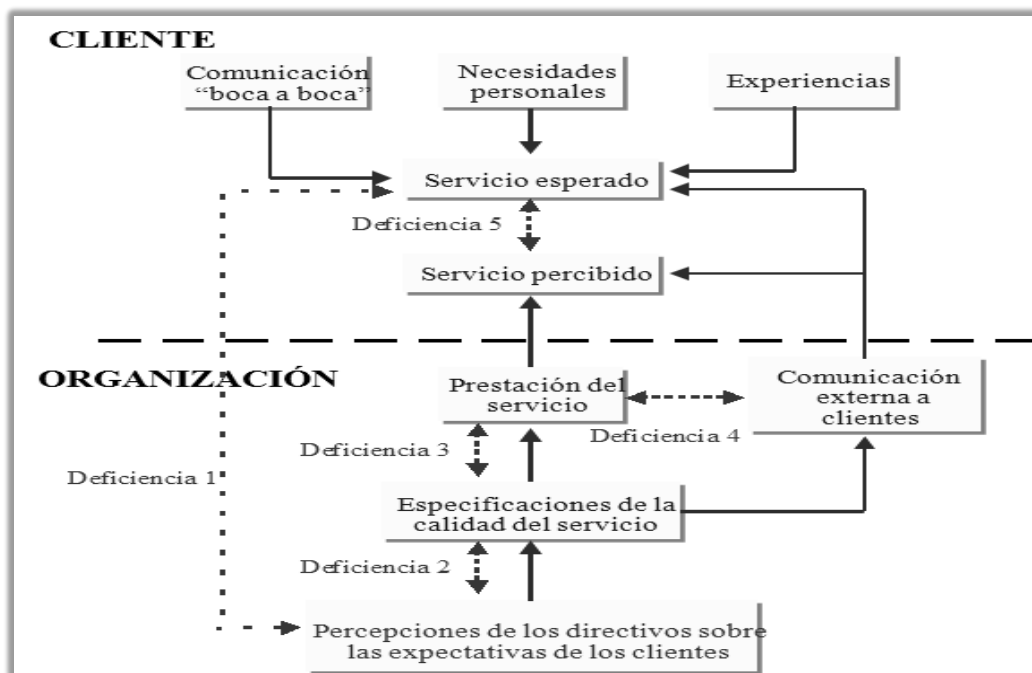 CLIENTE
Comunicación
“boca a boca”
Necesidades
personales
Experiencias
Servicio esperado
Deficiencia 5
Servicio percibido
ORGANIZACIÓN
Prestación del
servicio
Comunicación
externa a
clientes
Deficiencia 4
Deficiencia 3
Deficiencia 1
Especificaciones de la
calidad del servicio
Deficiencia 2
Percepciones de los directivos sobre
las expectativas de los clientes